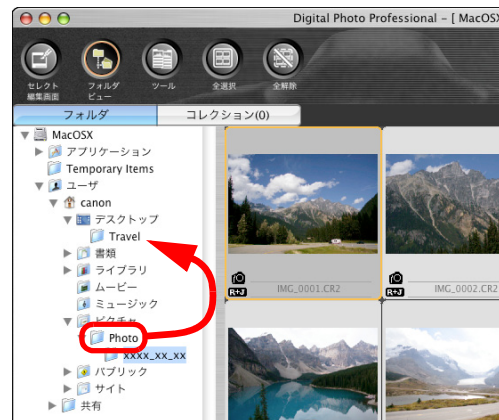 Digital Photo Professional – [ MacOSX
セレクト
編集画面
フォルダ
ビュー
ツール
全選択
全解除
フォルダ
コレクション(0)
MacOSX
アプリケーション
Temporary Items
ユーザ
canon
デスクトップ
Travel
書類
ライブラリ
ムービー
ミュージック
ピクチャ
Photo
xxxx_xx_xx
パブリック
サイト
共有
R+J
IMG_0001.CR2
R+J
IMG_0002.CR2